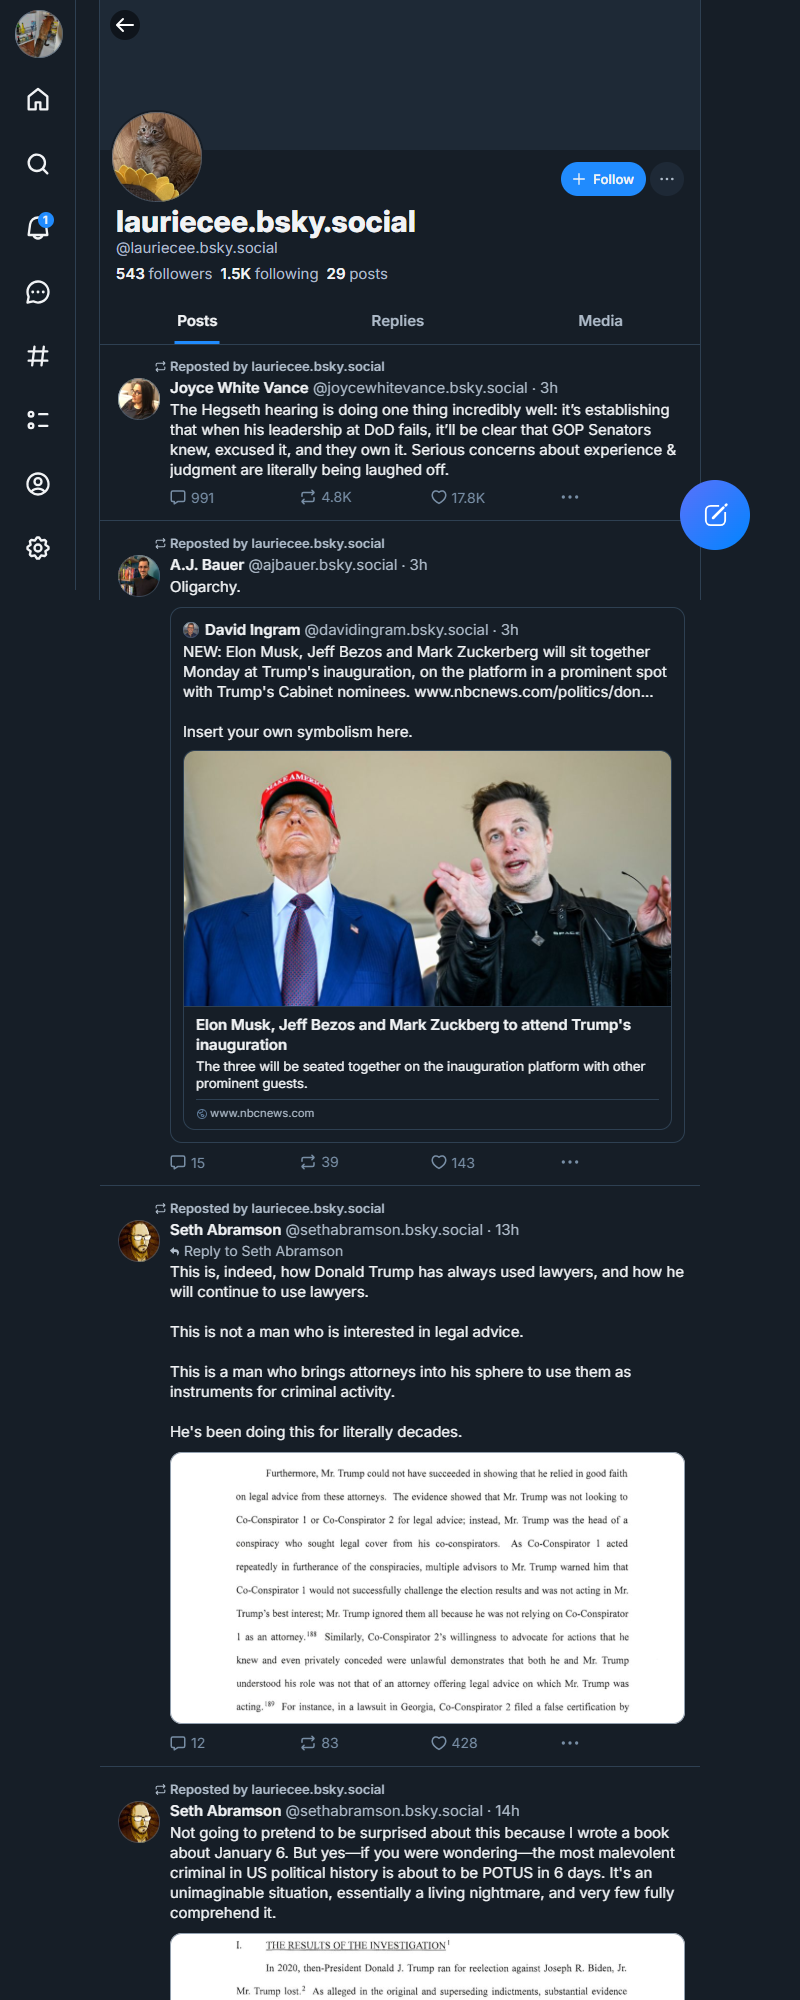 1
+ Follow
lauriecee.bsky.social
@lauriecee.bsky.social
543 followers 1.5K following 29 posts
Posts Replies Media
Reposted by lauriecee.bsky.social
Joyce White Vance @joycewhitevance.bsky.social · 3h
The Hegseth hearing is doing one thing incredibly well: it’s establishing
that when his leadership at DoD fails, it’ll be clear that GOP Senators
knew, excused it, and they own it. Serious concerns about experience &
judgment are literally being laughed off.
991 4.8K 17.8K
Reposted by lauriecee.bsky.social
A.J. Bauer @ajbauer.bsky.social · 3h
Oligarchy.
David Ingram @davidingram.bsky.social · 3h
NEW: Elon Musk, Jeff Bezos and Mark Zuckerberg will sit together
Monday at Trump's inauguration, on the platform in a prominent spot
with Trump's Cabinet nominees. www.nbcnews.com/politics/don...
Insert your own symbolism here.
MAKE AMERICA
SPACE
Elon Musk, Jeff Bezos and Mark Zuckberg to attend Trump's
inauguration
The three will be seated together on the inauguration platform with other
prominent guests.
www.nbcnews.com
15 39 143
Reposted by lauriecee.bsky.social
Seth Abramson @sethabramson.bsky.social · 13h
Reply to Seth Abramson
This is, indeed, how Donald Trump has always used lawyers, and how he
will continue to use lawyers.
This is not a man who is interested in legal advice.
This is a man who brings attorneys into his sphere to use them as
instruments for criminal activity.
He's been doing this for literally decades.
Furthermore, Mr. Trump could not have succeeded in showing that he relied in good faith
on legal advice from these attorneys. The evidence showed that Mr. Trump was not looking to
Co-Conspirator 1 or Co-Conspirator 2 for legal advice; instead, Mr. Trump was the head of a
conspiracy who sought legal cover from his co-conspirators. As Co-Conspirator 1 acted
repeatedly in furtherance of the conspiracies, multiple advisors to Mr. Trump warned him that
Co-Conspirator 1 would not successfully challenge the election results and was not acting in Mr.
Trump’s best interest; Mr. Trump ignored them all because he was not relying on Co-Conspirator
1 as an attorney.188 Similarly, Co-Conspirator 2’s willingness to advocate for actions that he
knew and even privately conceded were unlawful demonstrates that both he and Mr. Trump
understood his role was not that of an attorney offering legal advice on which Mr. Trump was
acting.189 For instance, in a lawsuit in Georgia, Co-Conspirator 2 filed a false certification by
12 83 428
Reposted by lauriecee.bsky.social
Seth Abramson @sethabramson.bsky.social · 14h
Not going to pretend to be surprised about this because I wrote a book
about January 6. But yes—if you were wondering—the most malevolent
criminal in US political history is about to be POTUS in 6 days. It's an
unimaginable situation, essentially a living nightmare, and very few fully
comprehend it.
I. THE RESULTS OF THE INVESTIGATION1
In 2020, then-President Donald J. Trump ran for reelection against Joseph R. Biden, Jr.
Mr. Trump lost.2 As alleged in the original and superseding indictments, substantial evidence